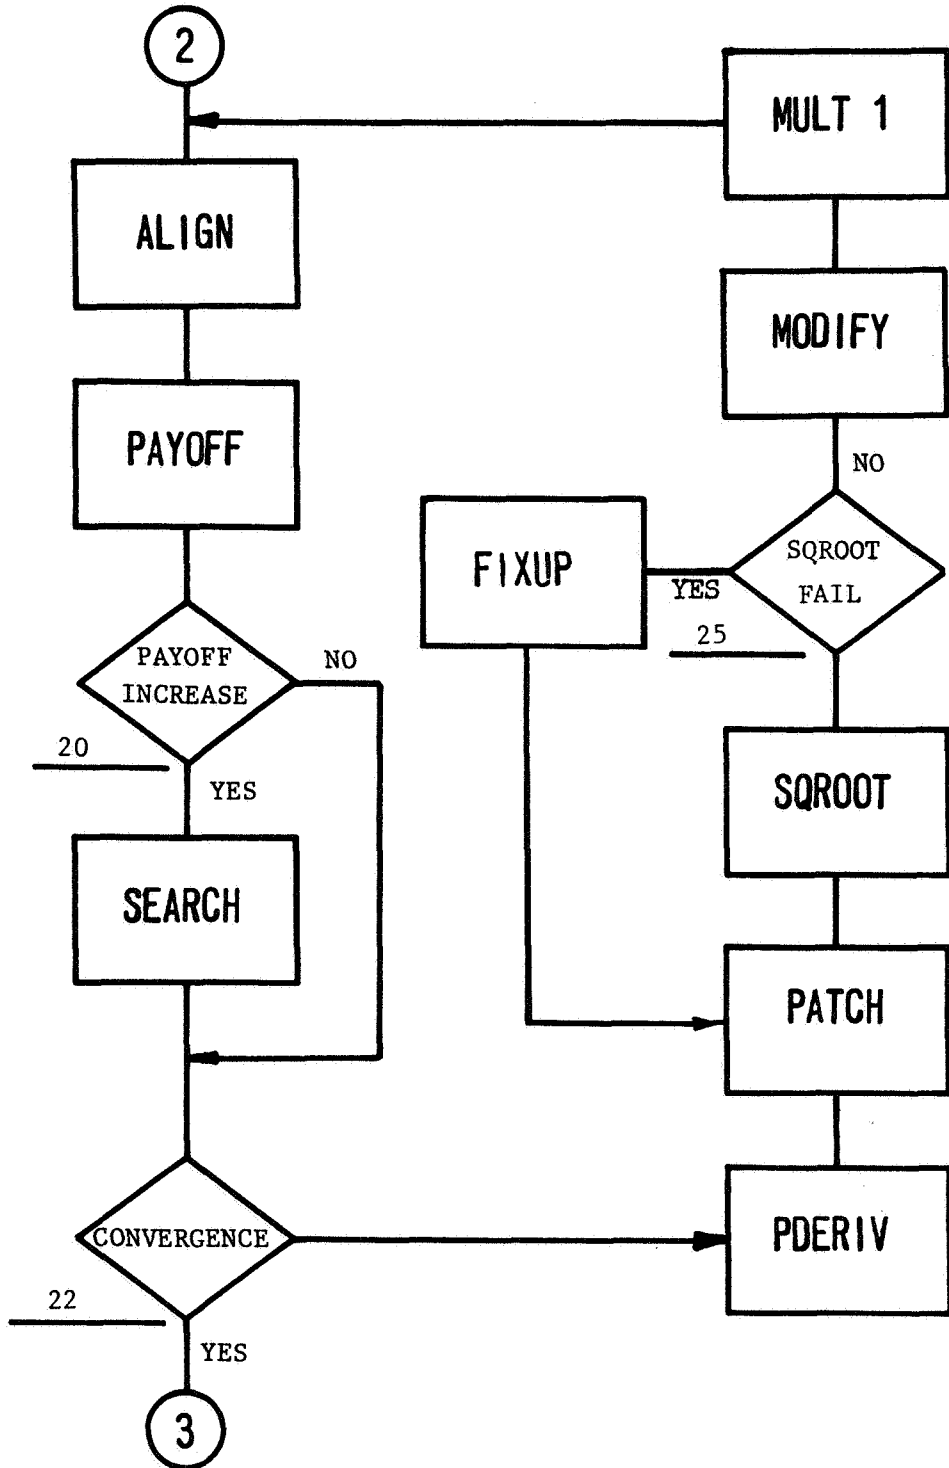 2
MULT 1
ALIGN
MODIFY
PAYOFF
NO
SQROOT
FAIL
FIXUP
YES
25
PAYOFF
INCREASE
NO
20
YES
SQROOT
SEARCH
PATCH
CONVERGENCE
PDERIV
22
YES
3